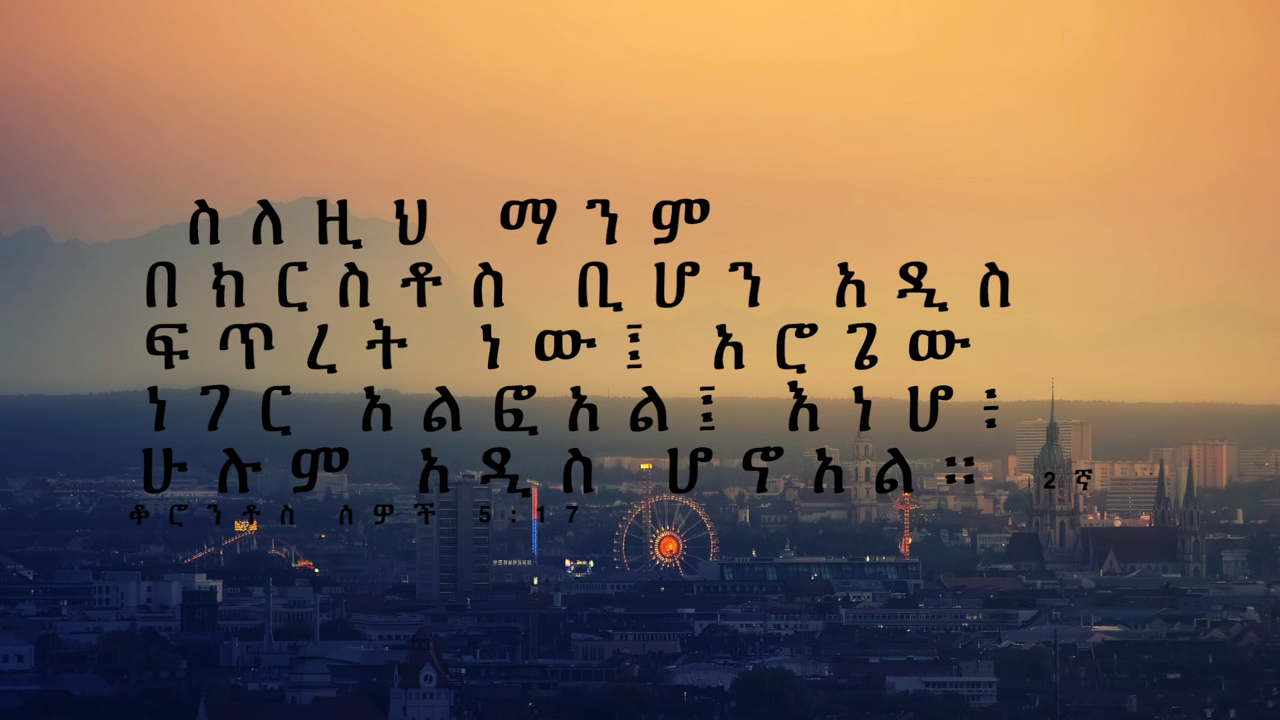 ስለዚህ ማንም
በክርስቶስ ቢሆን አዲስ
ፍጥረት ነው፤ አሮጌው
ነገር አልፎአል፤ እነሆ፥
ሁሉም አዲስ ሆኖአል። 2ኛ
ቆሮንቶስ ሰዎች 5:17